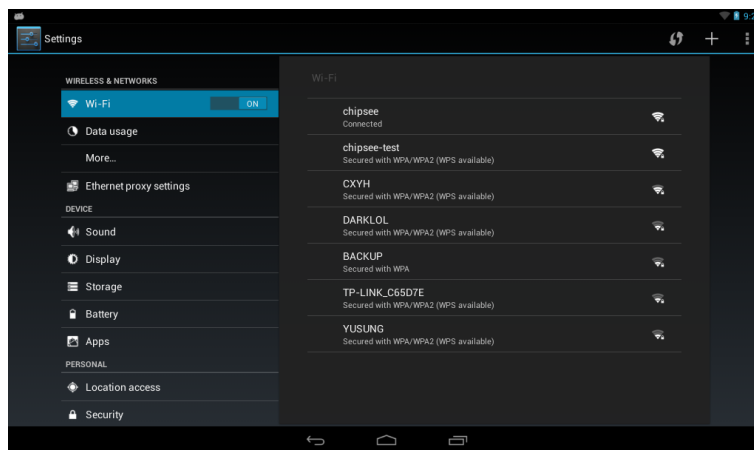 9:2
Settings
WIRELESS & NETWORKS
Wi-Fi
ON
Data usage
More...
Ethernet proxy settings
DEVICE
Sound
Display
Storage
Battery
Apps
PERSONAL
Location access
Security
Wi-Fi
chipsee
Connected
chipsee-test
Secured with WPA/WPA2 (WPS available)
CXYH
Secured with WPA/WPA2 (WPS available)
DARKLOL
Secured with WPA/WPA2 (WPS available)
BACKUP
Secured with WPA
TP-LINK_C65D7E
Secured with WPA/WPA2 (WPS available)
YUSUNG
Secured with WPA/WPA2 (WPS available)